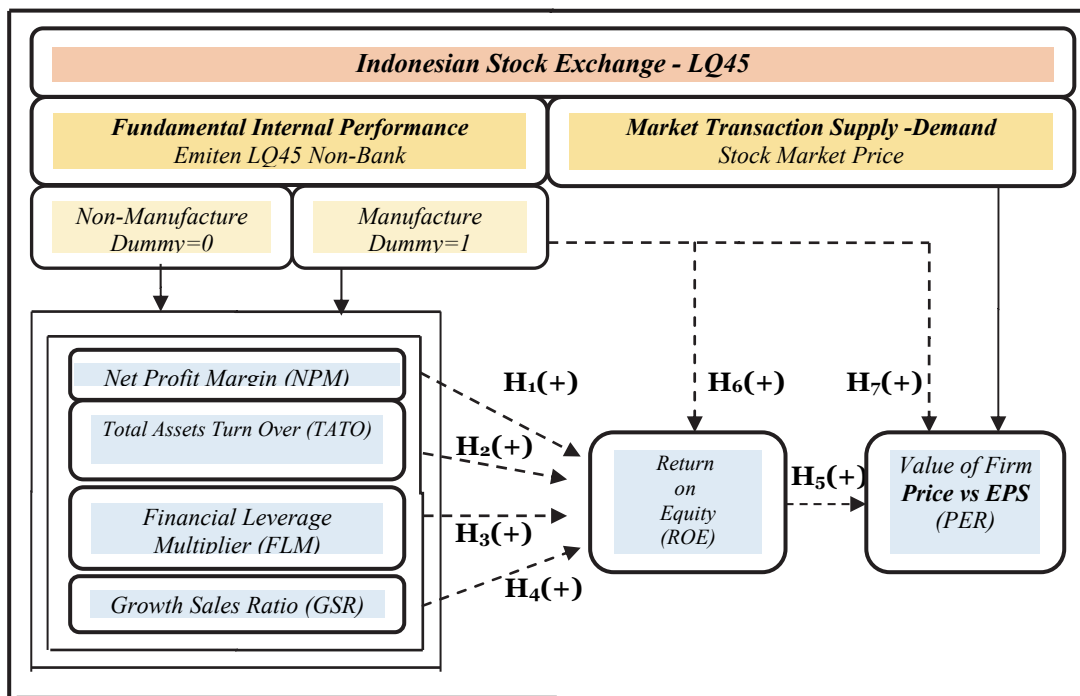 Indonesian Stock Exchange - LQ45
Fundamental Internal Performance
Emiten LQ45 Non-Bank
Market Transaction Supply -Demand
Stock Market Price
Non-Manufacture
Dummy=0
Manufacture
Dummy=1
Net Profit Margin (NPM)
Total Assets Turn Over (TATO)
Financial Leverage
Multiplier (FLM)
Growth Sales Ratio (GSR)
H₁(+)
H₂(+)
H₃(+)
H₄(+)
H₆(+)
H₇(+)
Return
on
Equity
(ROE)
H₅(+)
Value of Firm
Price vs EPS
(PER)